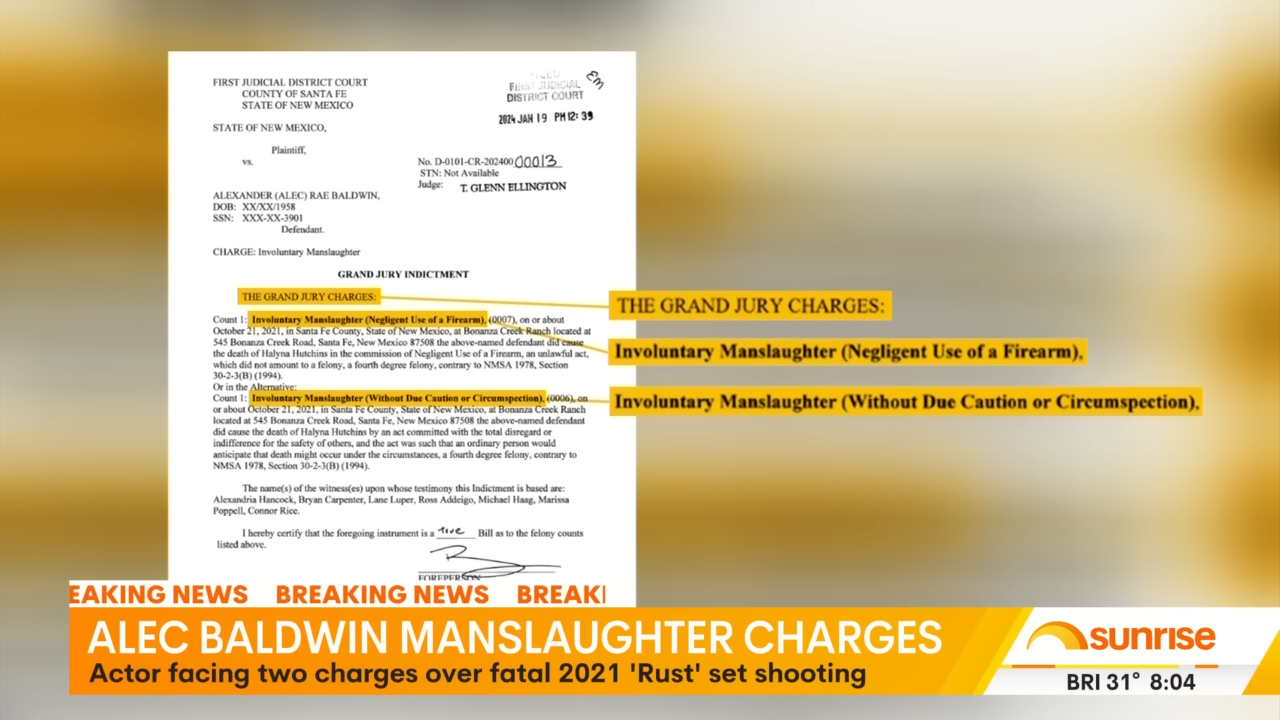 FIRST JUDICIAL DISTRICT COURT
COUNTY OF SANTA FE
STATE OF NEW MEXICO
FILED
FIRST JUDICIAL
DISTRICT COURT
2024 JAN 19 PM 12: 39
STATE OF NEW MEXICO,
Plaintiff,
vs.
No. D-0101-CR-202400 00013
STN: Not Available
Judge: T. GLENN ELLINGTON
ALEXANDER (ALEC) RAE BALDWIN,
DOB: XX/XX/1958
SSN: XXX-XX-3901
Defendant.
CHARGE: Involuntary Manslaughter
GRAND JURY INDICTMENT
THE GRAND JURY CHARGES:
Count 1: Involuntary Manslaughter (Negligent Use of a Firearm), (0007), on or about
October 21, 2021, in Santa Fe County, State of New Mexico, at Bonanza Creek Ranch located at
545 Bonanza Creek Road, Santa Fe, New Mexico 87508 the above-named defendant did cause
the death of Halyna Hutchins in the commission of Negligent Use of a Firearm, an unlawful act,
which did not amount to a felony, a fourth degree felony, contrary to NMSA 1978, Section
30-2-3(B) (1994).
Or in the Alternative:
Count 1: Involuntary Manslaughter (Without Due Caution or Circumspection), (0006), on
or about October 21, 2021, in Santa Fe County, State of New Mexico, at Bonanza Creek Ranch
located at 545 Bonanza Creek Road, Santa Fe, New Mexico 87508 the above-named defendant
did cause the death of Halyna Hutchins by an act committed with the total disregard or
indifference for the safety of others, and the act was such that an ordinary person would
anticipate that death might occur under the circumstances, a fourth degree felony, contrary to
NMSA 1978, Section 30-2-3(B) (1994).
The name(s) of the witness(es) upon whose testimony this Indictment is based are:
Alexandria Hancock, Bryan Carpenter, Lane Luper, Ross Addeigo, Michael Haag, Marissa
Poppell, Connor Rice.
I hereby certify that the foregoing instrument is a true Bill as to the felony counts
listed above.
FOREPERSON
THE GRAND JURY CHARGES:
Involuntary Manslaughter (Negligent Use of a Firearm),
Involuntary Manslaughter (Without Due Caution or Circumspection),
EAKING NEWS BREAKING NEWS BREAKI
ALEC BALDWIN MANSLAUGHTER CHARGES
Actor facing two charges over fatal 2021 'Rust' set shooting
sunrise
BRI 31° 8:04